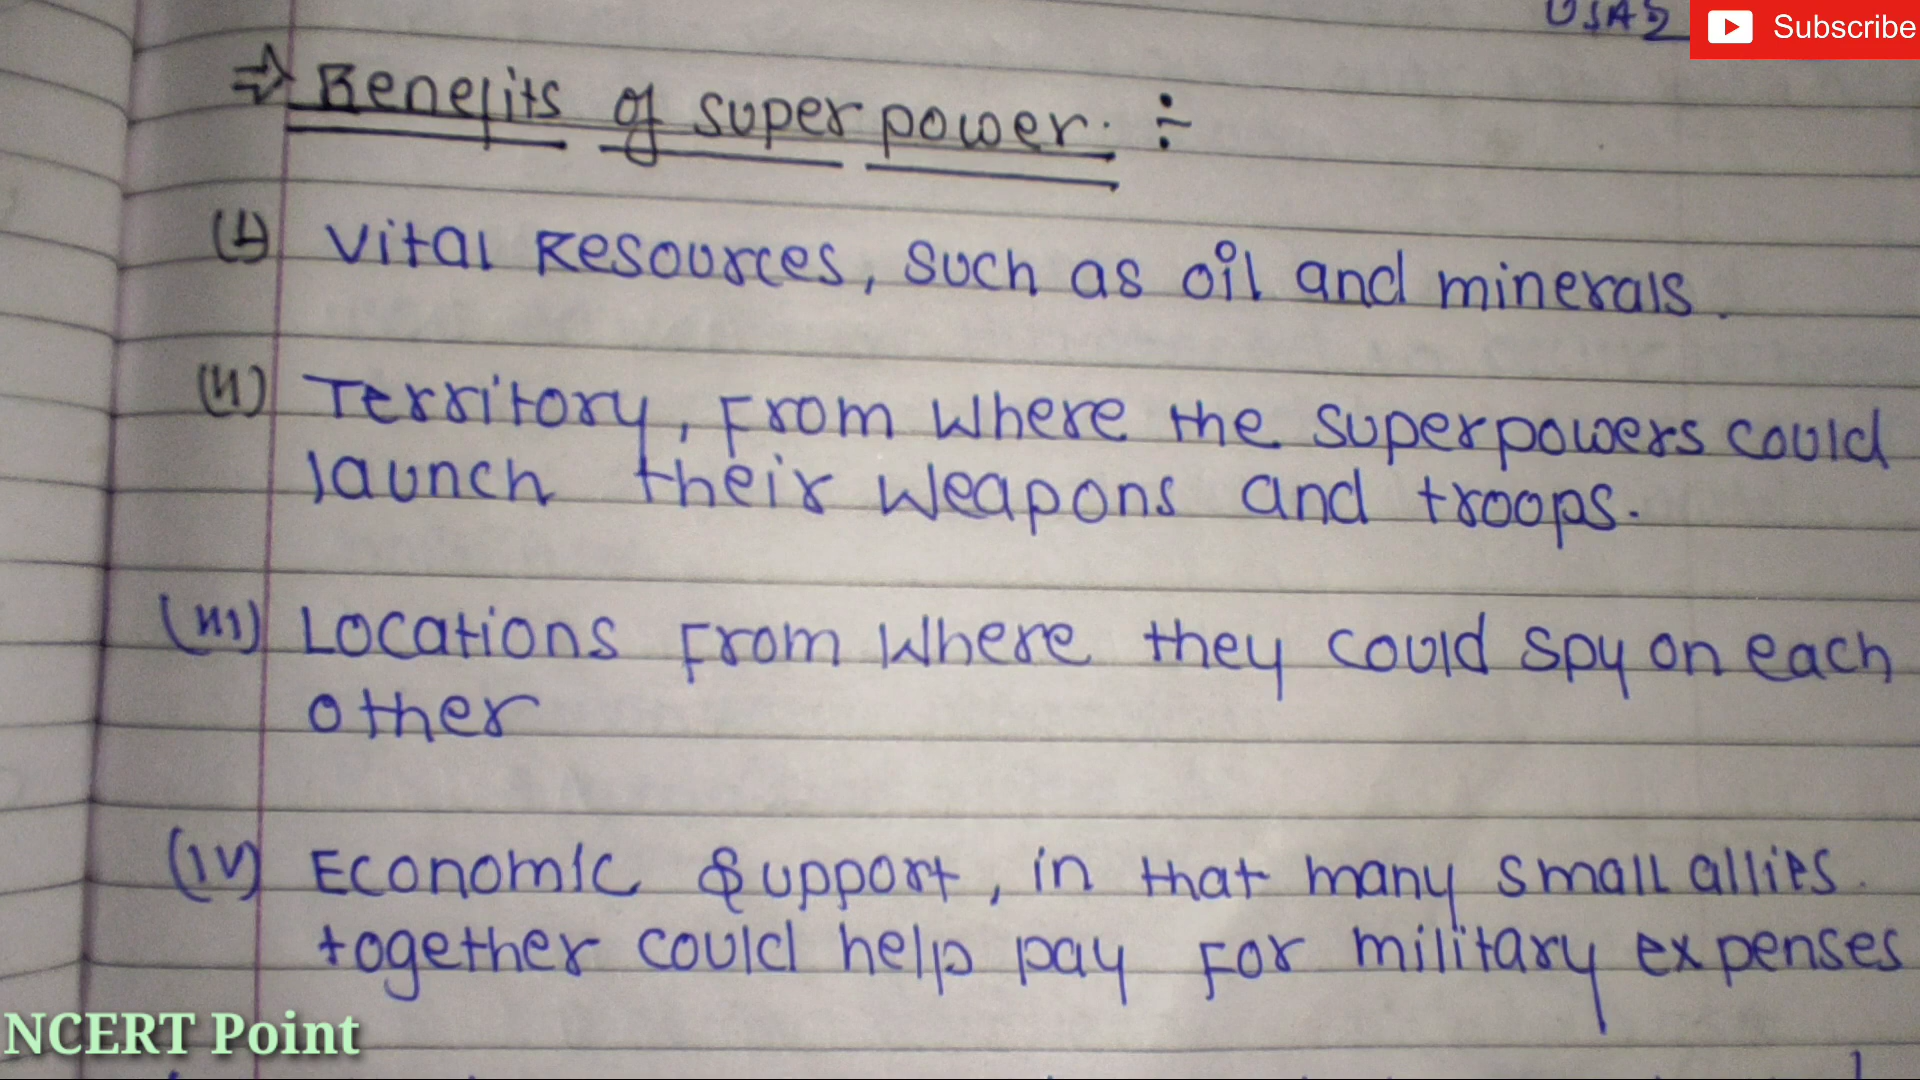 USA2
Subscribe
⇒ Benefits of super power. ÷
(I) Vital Resources, such as oil and minerals.
(II) Territory, From where the superpowers could
launch their weapons and troops.
(III) Locations From where they could spy on each
other
(IV) Economic Support, in that many small allies.
together could help pay For military expenses
NCERT Point